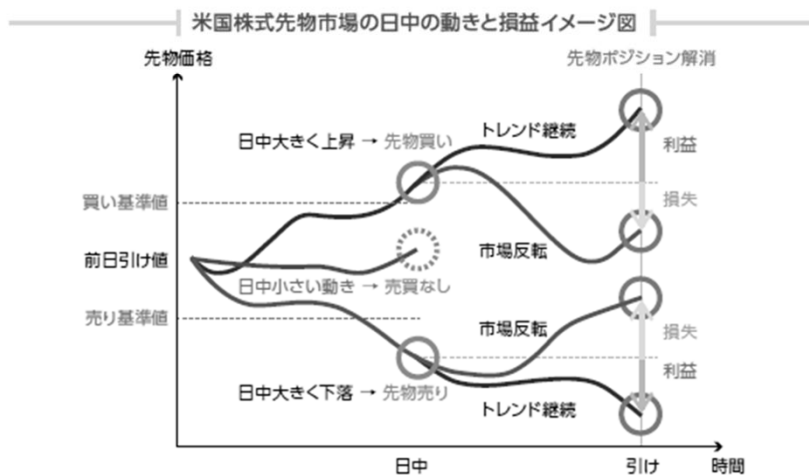 米国株式先物市場の日中の動きと損益イメージ図
先物価格
先物ポジション解消
日中大きく上昇 → 先物買い
トレンド継続
利益
買い基準値
損失
前日引け値
市場反転
日中小さい動き → 売買なし
売り基準値
市場反転
損失
利益
日中大きく下落 → 先物売り
トレンド継続
日中
引け
時間